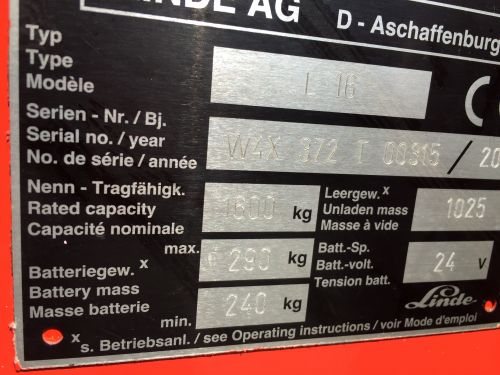 LINDE AG D - Aschaffenburg
Typ
Type
Modèle
L 16
Serien - Nr. / Bj.
Serial no. / year
No. de série / année
W4X 372 T 00315 / 20
Nenn - Tragfähigk.
Rated capacity
Capacité nominale
1600 kg
Leergew. x
Unladen mass
Masse à vide
1025
Batteriegew. x
Battery mass
Masse batterie
max. 290 kg
min. 240 kg
Batt.-Sp.
Batt.-volt.
Tension batt.
24 V
Linde
x s. Betriebsanl. / see Operating instructions / voir Mode d'emploi